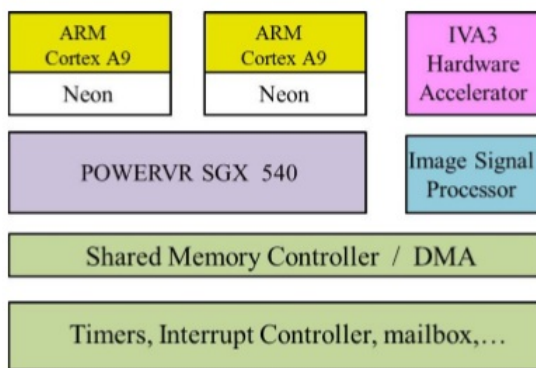 ARM
Cortex A9
Neon
ARM
Cortex A9
Neon
IVA3
Hardware
Accelerator
POWERVR SGX 540
Image Signal
Processor
Shared Memory Controller / DMA
Timers, Interrupt Controller, mailbox,...